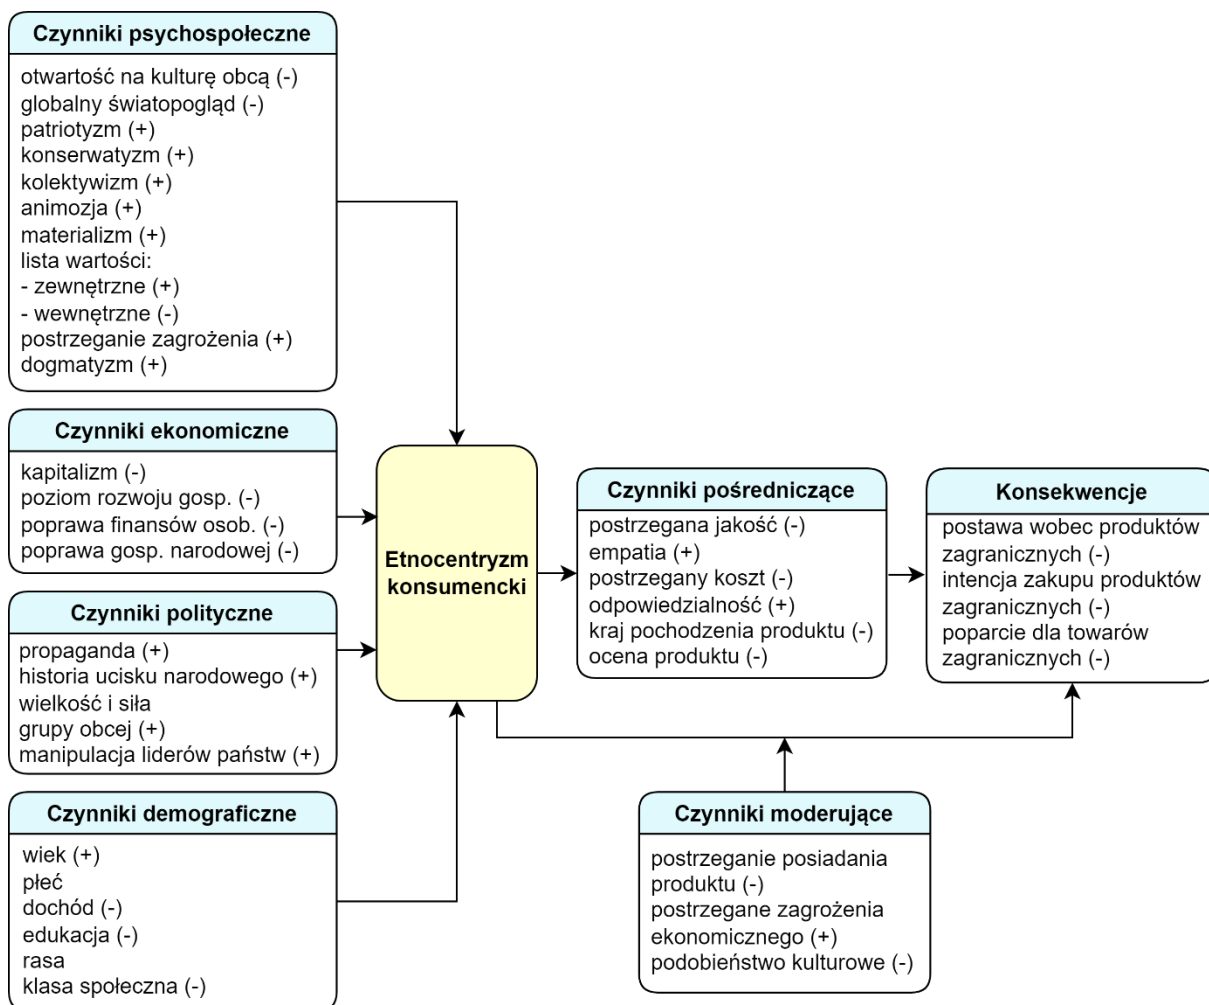 Czynniki psychospołeczne
otwartość na kulturę obcą (-)
globalny światopogląd (-)
patriotyzm (+)
konserwatyzm (+)
kolektywizm (+)
animozja (+)
materializm (+)
lista wartości:
- zewnętrzne (+)
- wewnętrzne (-)
postrzeganie zagrożenia (+)
dogmatyzm (+)
Czynniki ekonomiczne
kapitalizm (-)
poziom rozwoju gosp. (-)
poprawa finansów osob. (-)
poprawa gosp. narodowej (-)
Czynniki polityczne
propaganda (+)
historia ucisku narodowego (+)
wielkość i siła
grupy obcej (+)
manipulacja liderów państw (+)
Czynniki demograficzne
wiek (+)
płeć
dochód (-)
edukacja (-)
rasa
klasa społeczna (-)
Etnocentryzm
konsumencki
Czynniki pośredniczące
postrzegana jakość (-)
empatia (+)
postrzegany koszt (-)
odpowiedzialność (+)
kraj pochodzenia produktu (-)
ocena produktu (-)
Konsekwencje
postawa wobec produktów
zagranicznych (-)
intencja zakupu produktów
zagranicznych (-)
poparcie dla towarów
zagranicznych (-)
Czynniki moderujące
postrzeganie posiadania
produktu (-)
postrzegane zagrożenia
ekonomicznego (+)
podobieństwo kulturowe (-)